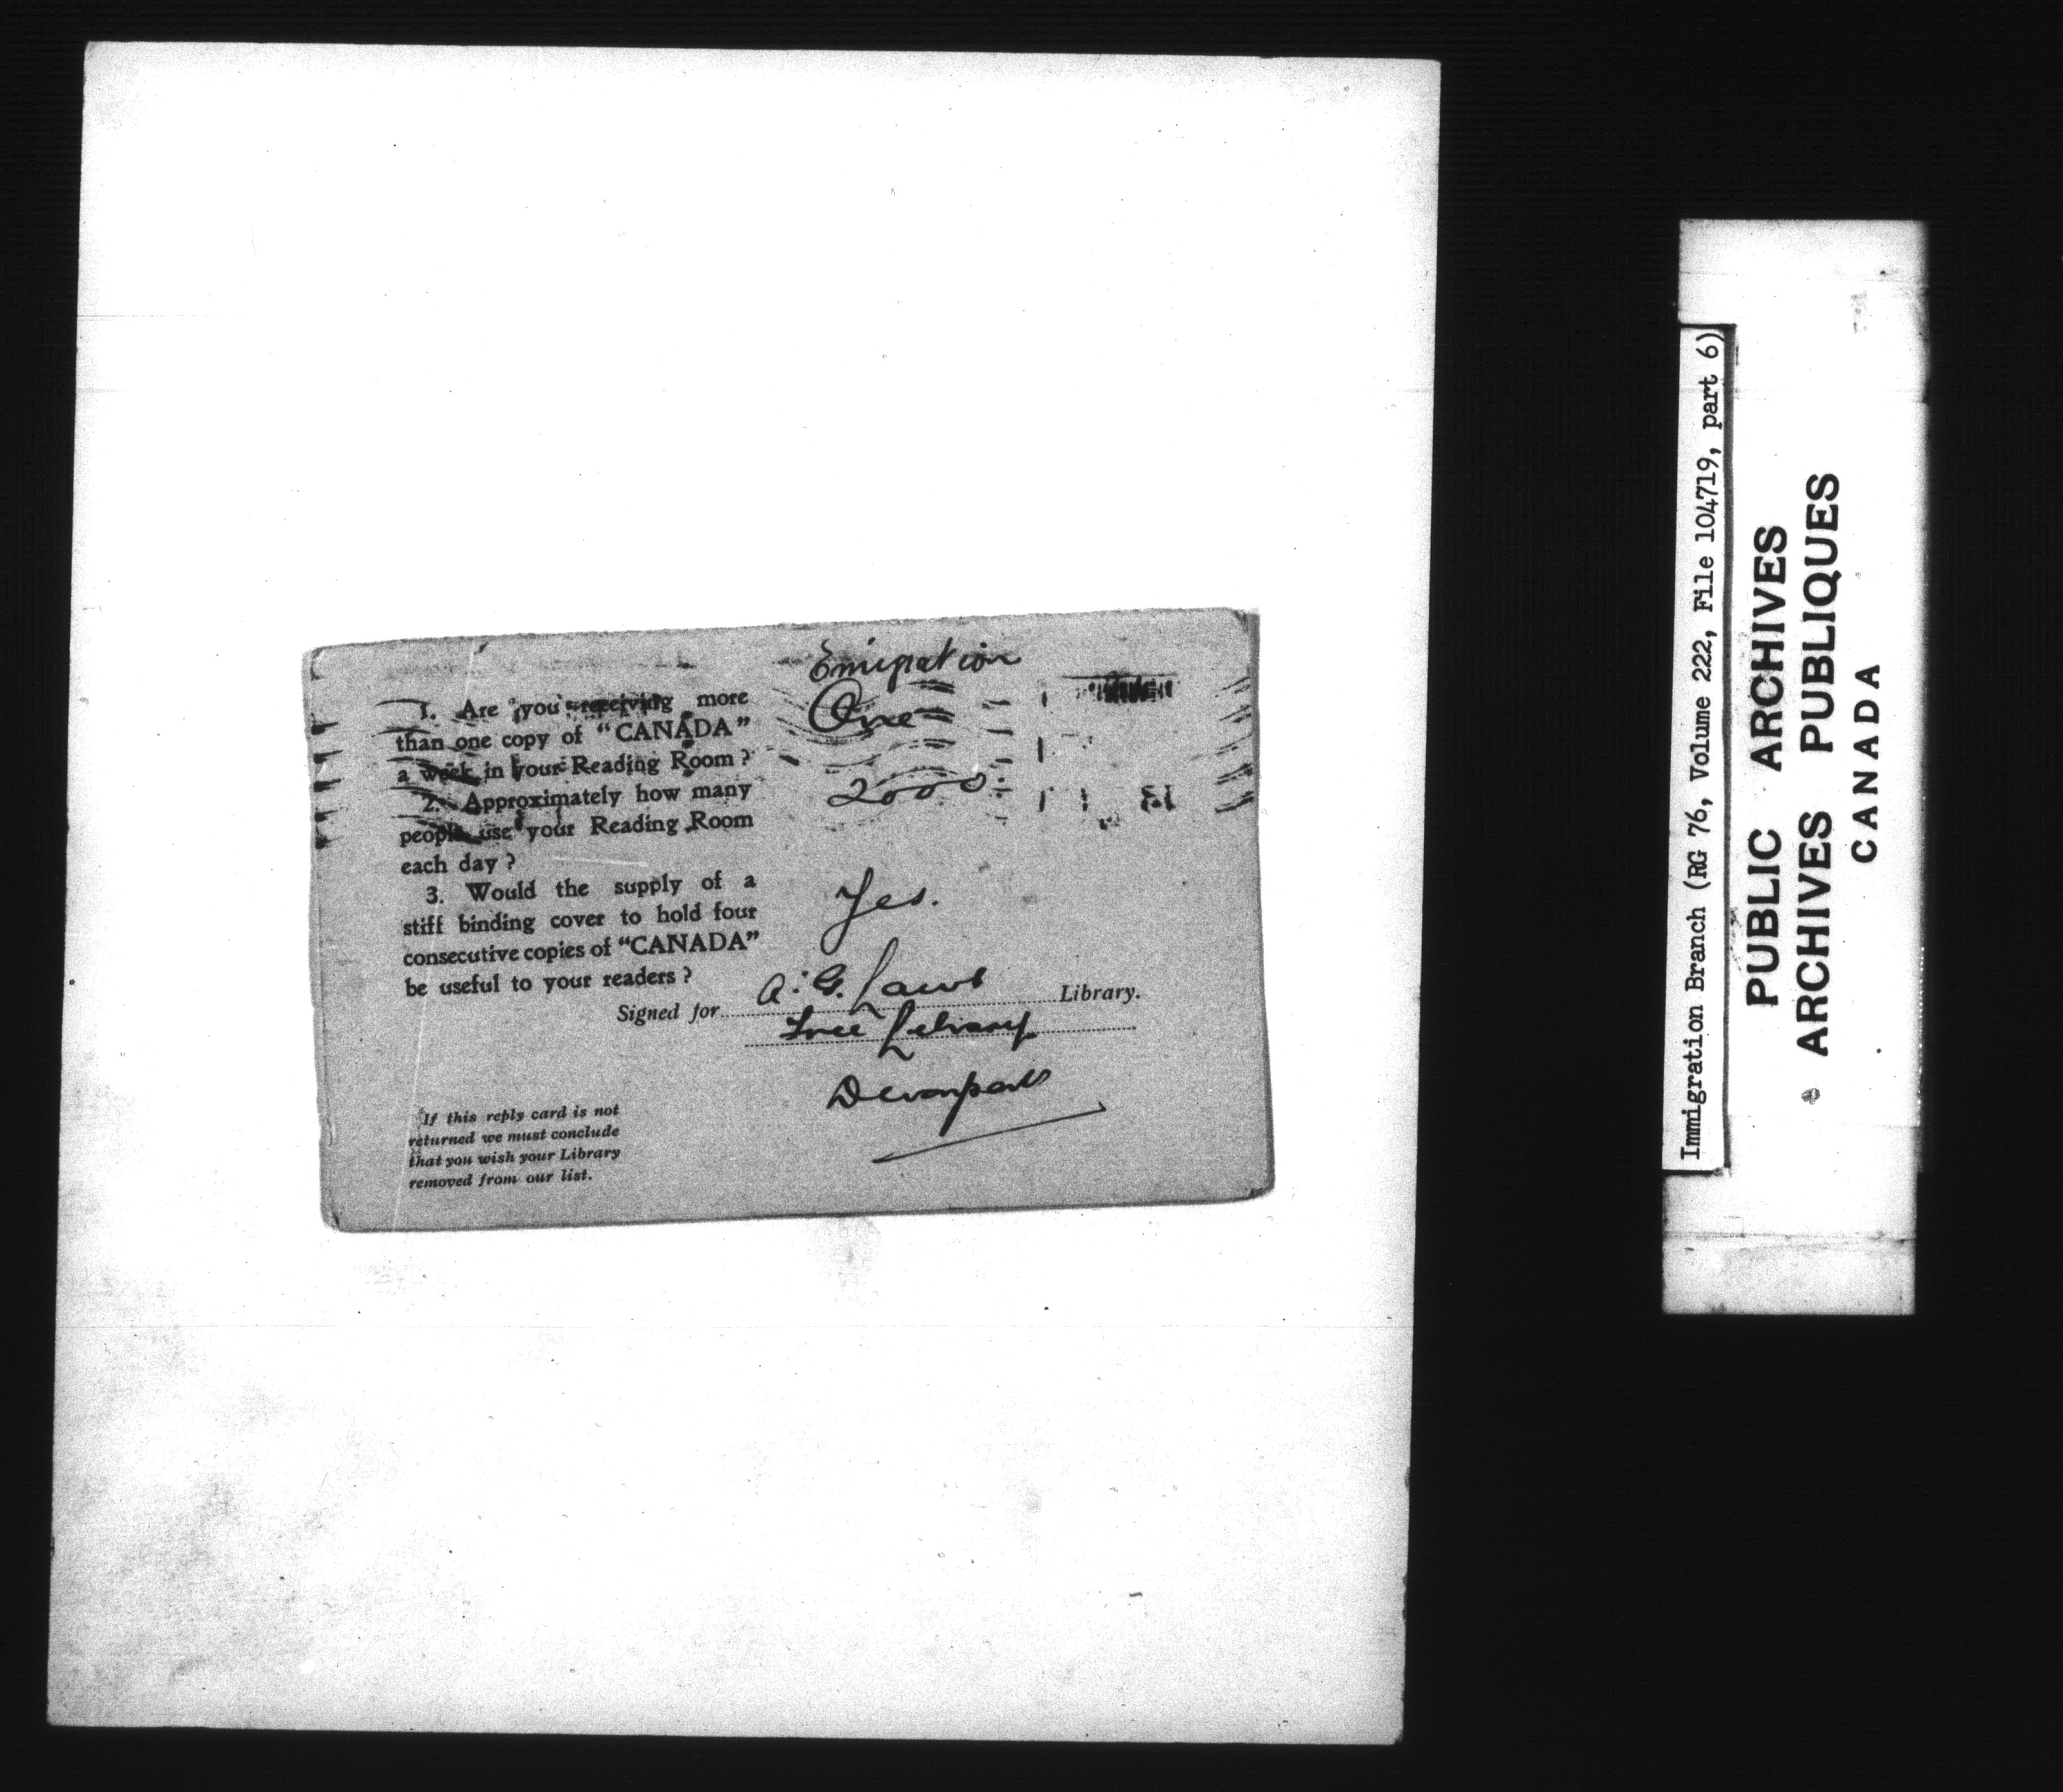 Emigration
1. Are you receiving more
than one copy of "CANADA"
a week in your Reading Room?
One
2. Approximately how many
people use your Reading Room
each day?
2000
3. Would the supply of a
stiff binding cover to hold four
consecutive copies of "CANADA"
be useful to your readers?
Yes.
Signed for A. G. Laws Library.
Free Library
Devonport
If this reply card is not
returned we must conclude
that you wish your Library
removed from our list.
Immigration Branch (RG 76, Volume 222, File 104719, part 6)
PUBLIC ARCHIVES
ARCHIVES PUBLIQUES
CANADA